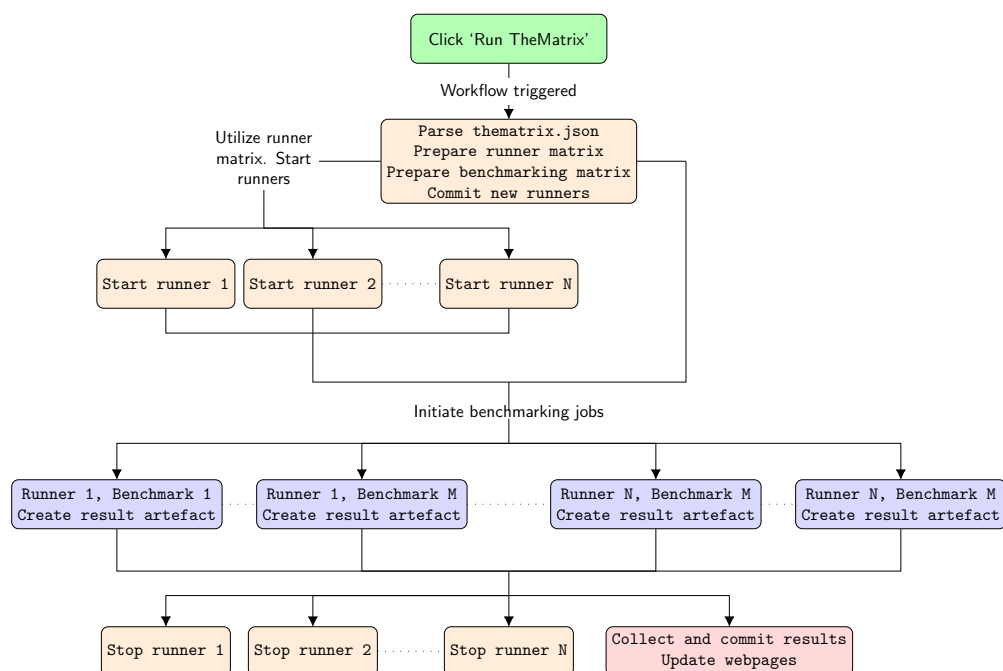 Click ‘Run TheMatrix’
Workflow triggered
Parse thematrix.json
Prepare runner matrix
Prepare benchmarking matrix
Commit new runners
Utilize runner
matrix. Start
runners
Start runner 1
Start runner 2
Start runner N
Initiate benchmarking jobs
Runner 1, Benchmark 1
Create result artefact
Runner 1, Benchmark M
Create result artefact
Runner N, Benchmark M
Create result artefact
Runner N, Benchmark M
Create result artefact
Stop runner 1
Stop runner 2
Stop runner N
Collect and commit results
Update webpages